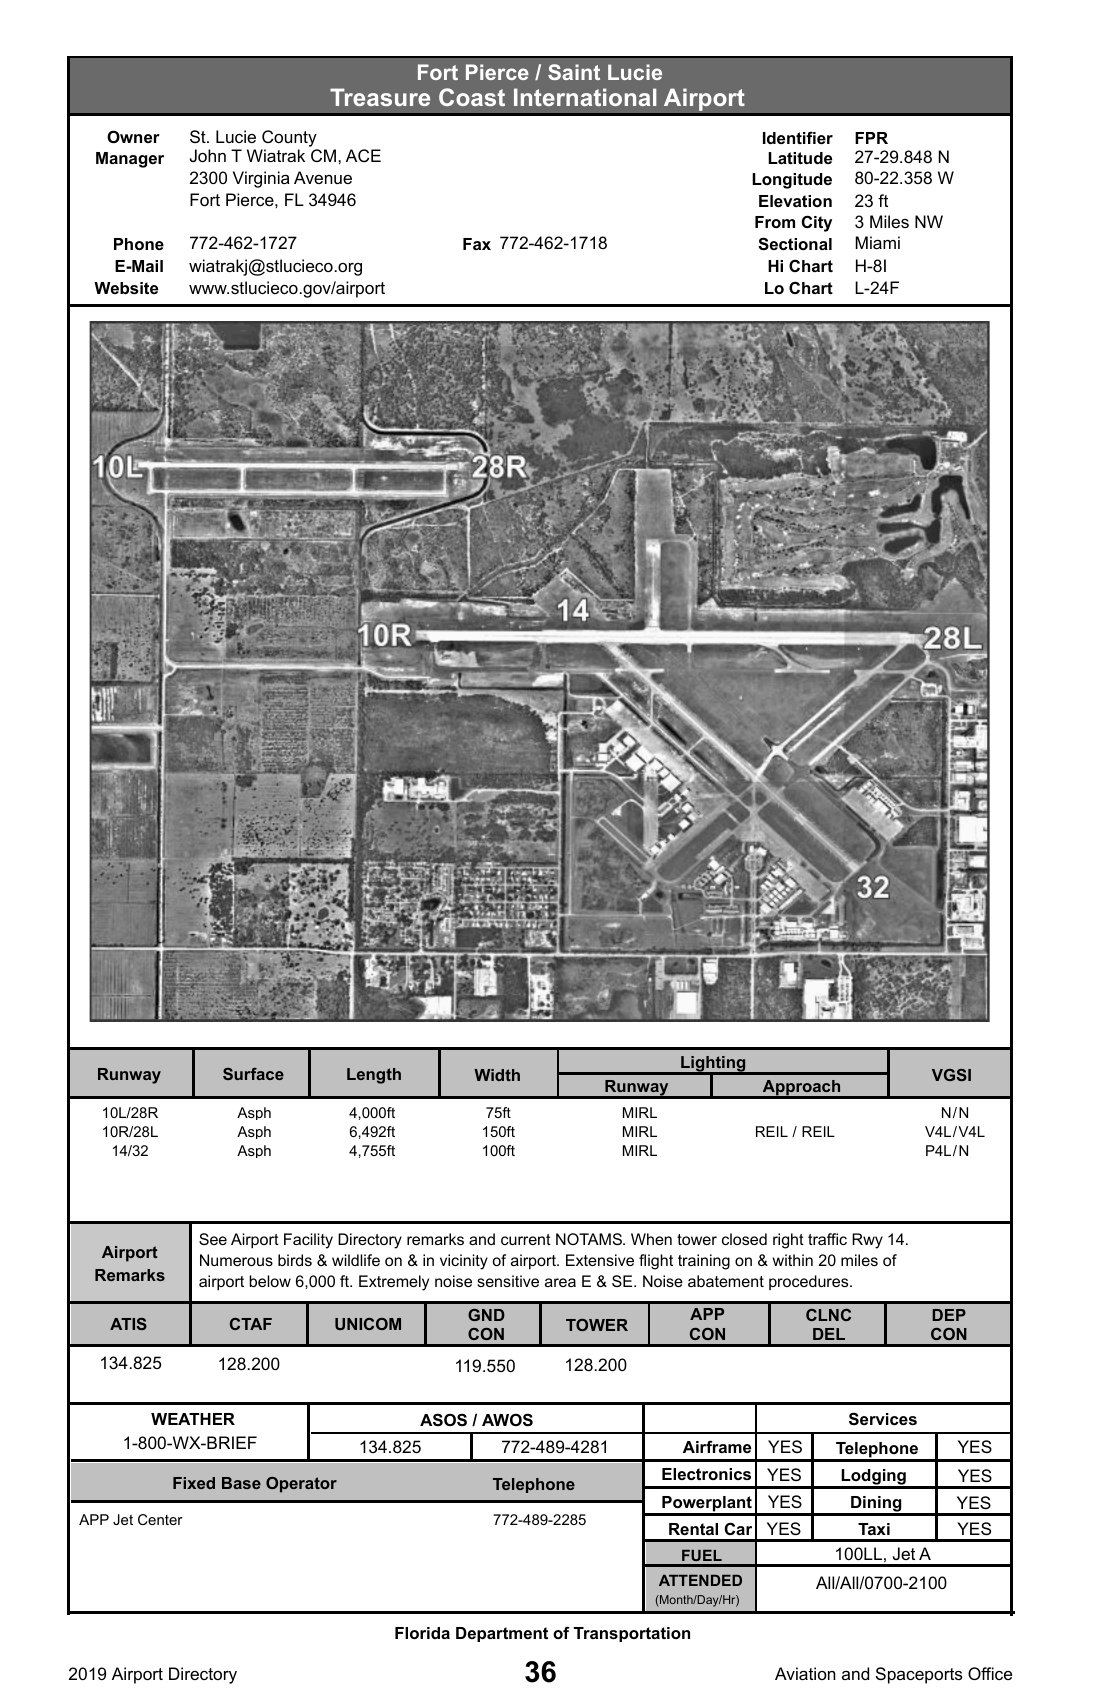 Fort Pierce / Saint Lucie
Treasure Coast International Airport
Owner St. Lucie County
Manager John T Wiatrak CM, ACE
2300 Virginia Avenue
Fort Pierce, FL 34946
Phone 772-462-1727 Fax 772-462-1718
E-Mail wiatrakj@stlucieco.org
Website www.stlucieco.gov/airport
Identifier FPR
Latitude 27-29.848 N
Longitude 80-22.358 W
Elevation 23 ft
From City 3 Miles NW
Sectional Miami
Hi Chart H-8I
Lo Chart L-24F
10L 28R
14
10R 28L
32
Runway Surface Length Width Lighting VGSI
Runway Approach
10L/28R Asph 4,000ft 75ft MIRL N/N
10R/28L Asph 6,492ft 150ft MIRL REIL / REIL V4L/V4L
14/32 Asph 4,755ft 100ft MIRL P4L/N
Airport Remarks
See Airport Facility Directory remarks and current NOTAMS. When tower closed right traffic Rwy 14.
Numerous birds & wildlife on & in vicinity of airport. Extensive flight training on & within 20 miles of
airport below 6,000 ft. Extremely noise sensitive area E & SE. Noise abatement procedures.
ATIS CTAF UNICOM GND CON TOWER APP CON CLNC DEL DEP CON
134.825 128.200 119.550 128.200
WEATHER
1-800-WX-BRIEF
ASOS / AWOS
134.825 772-489-4281
Fixed Base Operator Telephone
APP Jet Center 772-489-2285
Services
Airframe YES Telephone YES
Electronics YES Lodging YES
Powerplant YES Dining YES
Rental Car YES Taxi YES
FUEL 100LL, Jet A
ATTENDED All/All/0700-2100
(Month/Day/Hr)
Florida Department of Transportation
2019 Airport Directory 36 Aviation and Spaceports Office